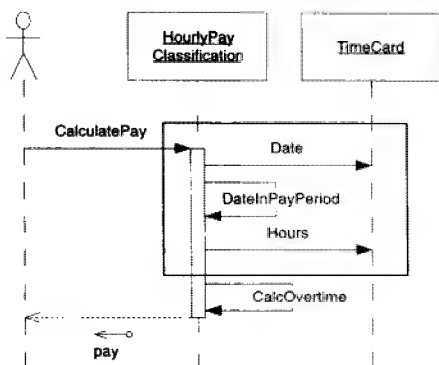 HourlyPay
Classification
TimeCard
CalculatePay
Date
DateInPayPeriod
Hours
CalcOvertime
pay